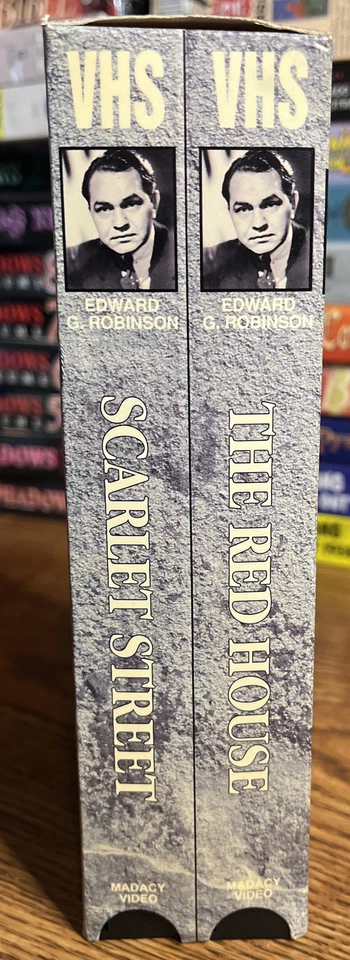 VHS
EDWARD
G. ROBINSON
SCARLET STREET
MADACY
VIDEO
VHS
EDWARD
G. ROBINSON
THE RED HOUSE
MADACY
VIDEO